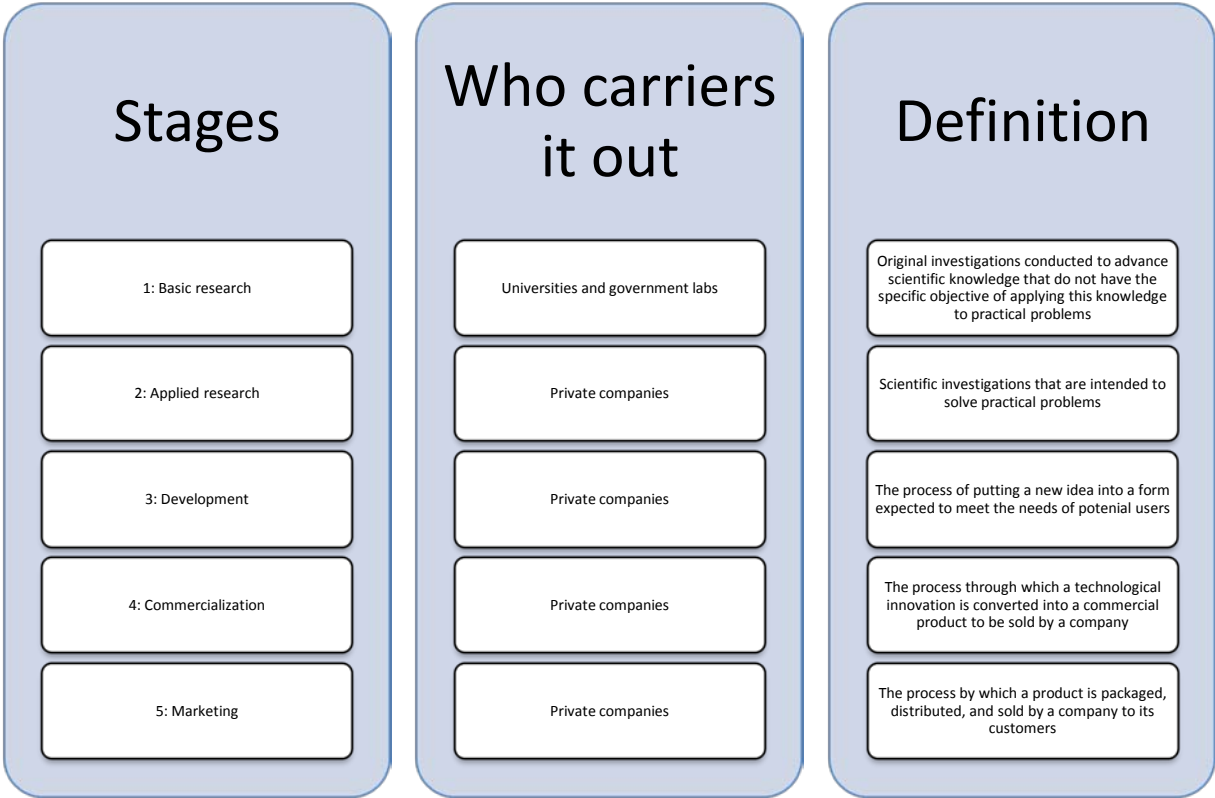 Stages
Who carriers
it out
Definition
1: Basic research
Universities and government labs
Original investigations conducted to advance
scientific knowledge that do not have the
specific objective of applying this knowledge
to practical problems
2: Applied research
Private companies
Scientific investigations that are intended to
solve practical problems
3: Development
Private companies
The process of putting a new idea into a form
expected to meet the needs of potenial users
4: Commercialization
Private companies
The process through which a technological
innovation is converted into a commercial
product to be sold by a company
5: Marketing
Private companies
The process by which a product is packaged,
distributed, and sold by a company to its
customers